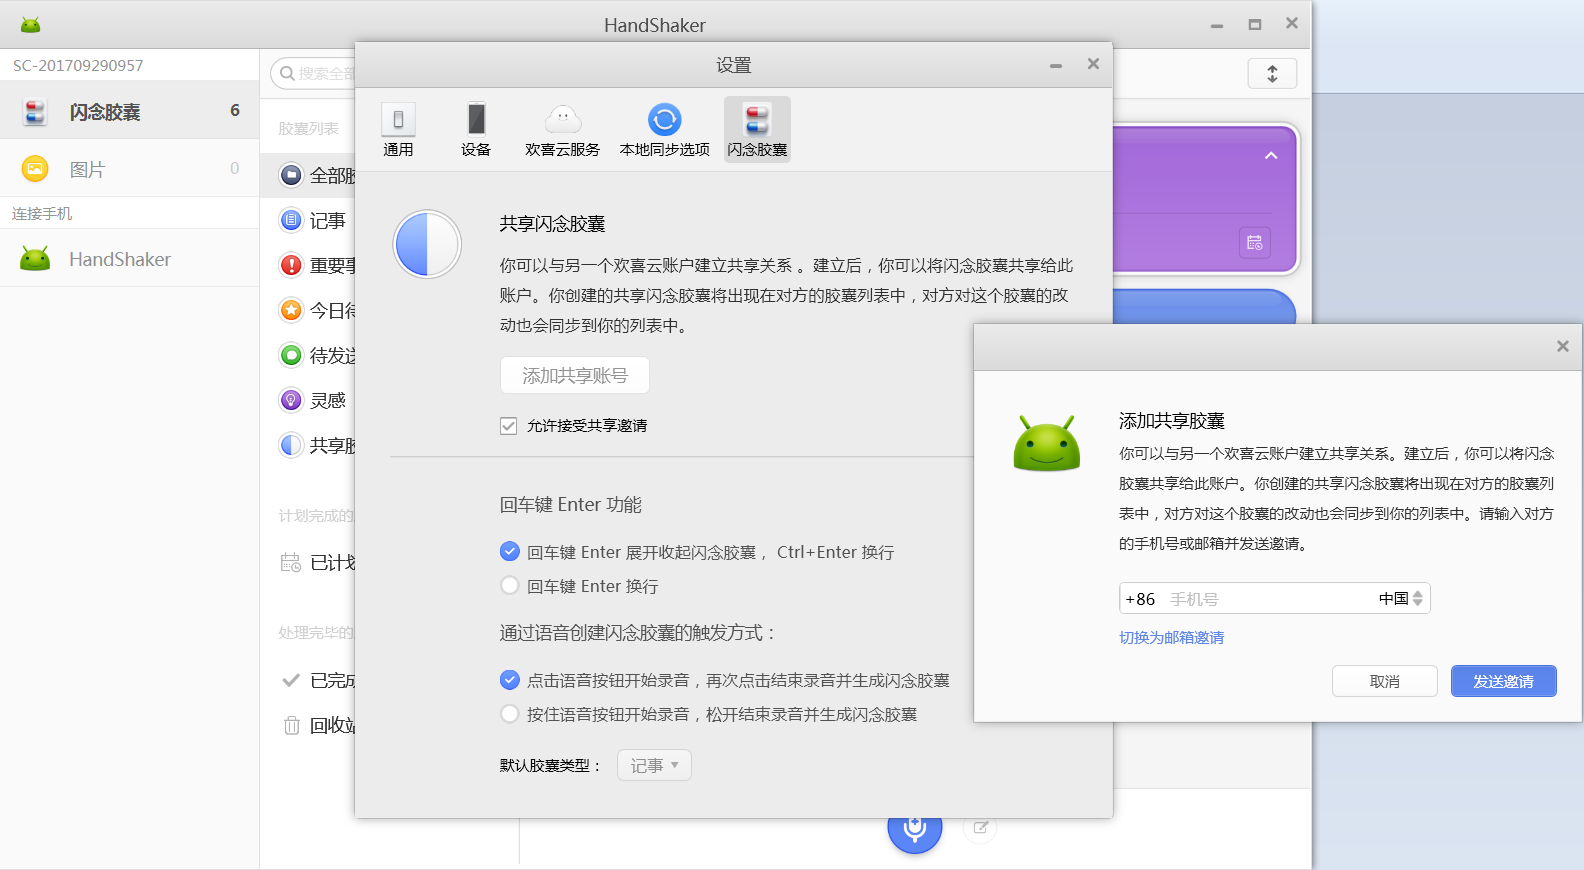 HandShaker
SC-201709290957
闪念胶囊 6
图片 0
连接手机
HandShaker
搜索全部
胶囊列表
全部胶
记事
重要事
今日待
待发送
灵感
共享胶
计划完成的
已计划
处理完毕的
已完成
回收站
设置
通用
设备
欢喜云服务
本地同步选项
闪念胶囊
共享闪念胶囊
你可以与另一个欢喜云账户建立共享关系 。建立后，你可以将闪念胶囊共享给此
账户。你创建的共享闪念胶囊将出现在对方的胶囊列表中，对方对这个胶囊的改
动也会同步到你的列表中。
添加共享账号
允许接受共享邀请
回车键 Enter 功能
回车键 Enter 展开收起闪念胶囊， Ctrl+Enter 换行
回车键 Enter 换行
通过语音创建闪念胶囊的触发方式：
点击语音按钮开始录音，再次点击结束录音并生成闪念胶囊
按住语音按钮开始录音，松开结束录音并生成闪念胶囊
默认胶囊类型： 记事
添加共享胶囊
你可以与另一个欢喜云账户建立共享关系。建立后，你可以将闪念
胶囊共享给此账户。你创建的共享闪念胶囊将出现在对方的胶囊列
表中，对方对这个胶囊的改动也会同步到你的列表中。请输入对方
的手机号或邮箱并发送邀请。
+86 手机号 中国
切换为邮箱邀请
取消
发送邀请